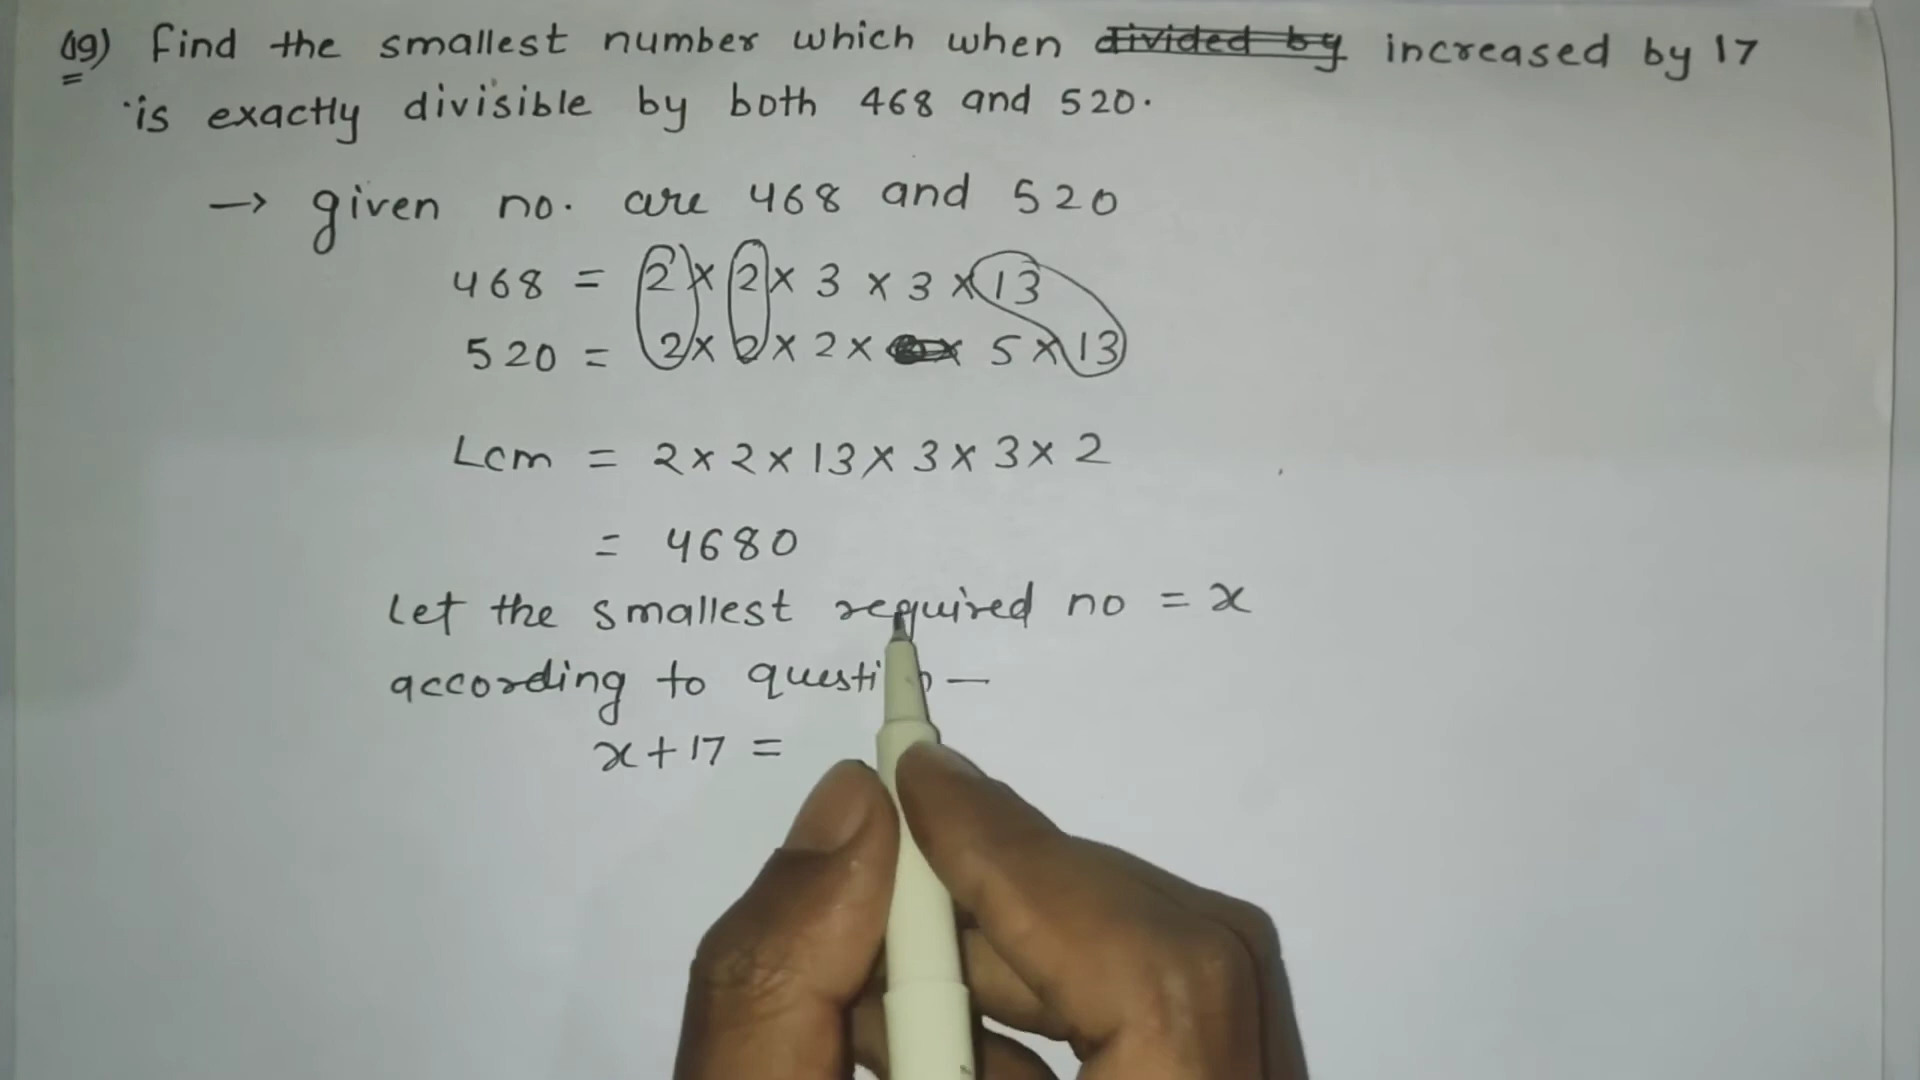 Q19) Find the smallest number which when divided by increased by 17
is exactly divisible by both 468 and 520.
→ given no. are 468 and 520
468 = 2 × 2 × 3 × 3 × 13
520 = 2 × 2 × 2 × 5 × 13
Lcm = 2 × 2 × 13 × 3 × 3 × 2
= 4680
Let the smallest required no = x
according to question —
x + 17 =